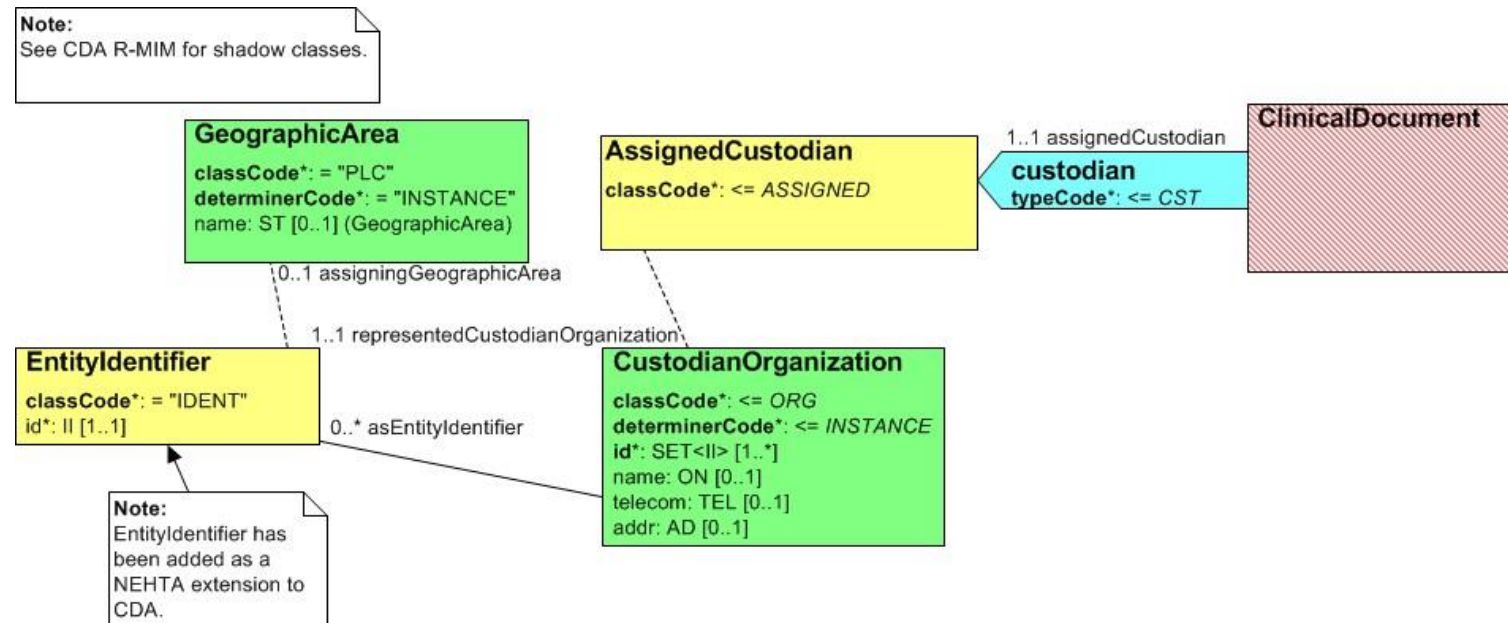 Note:
See CDA R-MIM for shadow classes.
GeographicArea
classCode*: = "PLC"
determinerCode*: = "INSTANCE"
name: ST [0..1] (GeographicArea)
0..1 assigningGeographicArea
AssignedCustodian
classCode*: <= ASSIGNED
1..1 assignedCustodian
custodian
typeCode*: <= CST
ClinicalDocument
1..1 representedCustodianOrganization
EntityIdentifier
classCode*: = "IDENT"
id*: II [1..1]
0..* asEntityIdentifier
CustodianOrganization
classCode*: <= ORG
determinerCode*: <= INSTANCE
id*: SET<II> [1..*]
name: ON [0..1]
telecom: TEL [0..1]
addr: AD [0..1]
Note:
EntityIdentifier has
been added as a
NEHTA extension to
CDA.